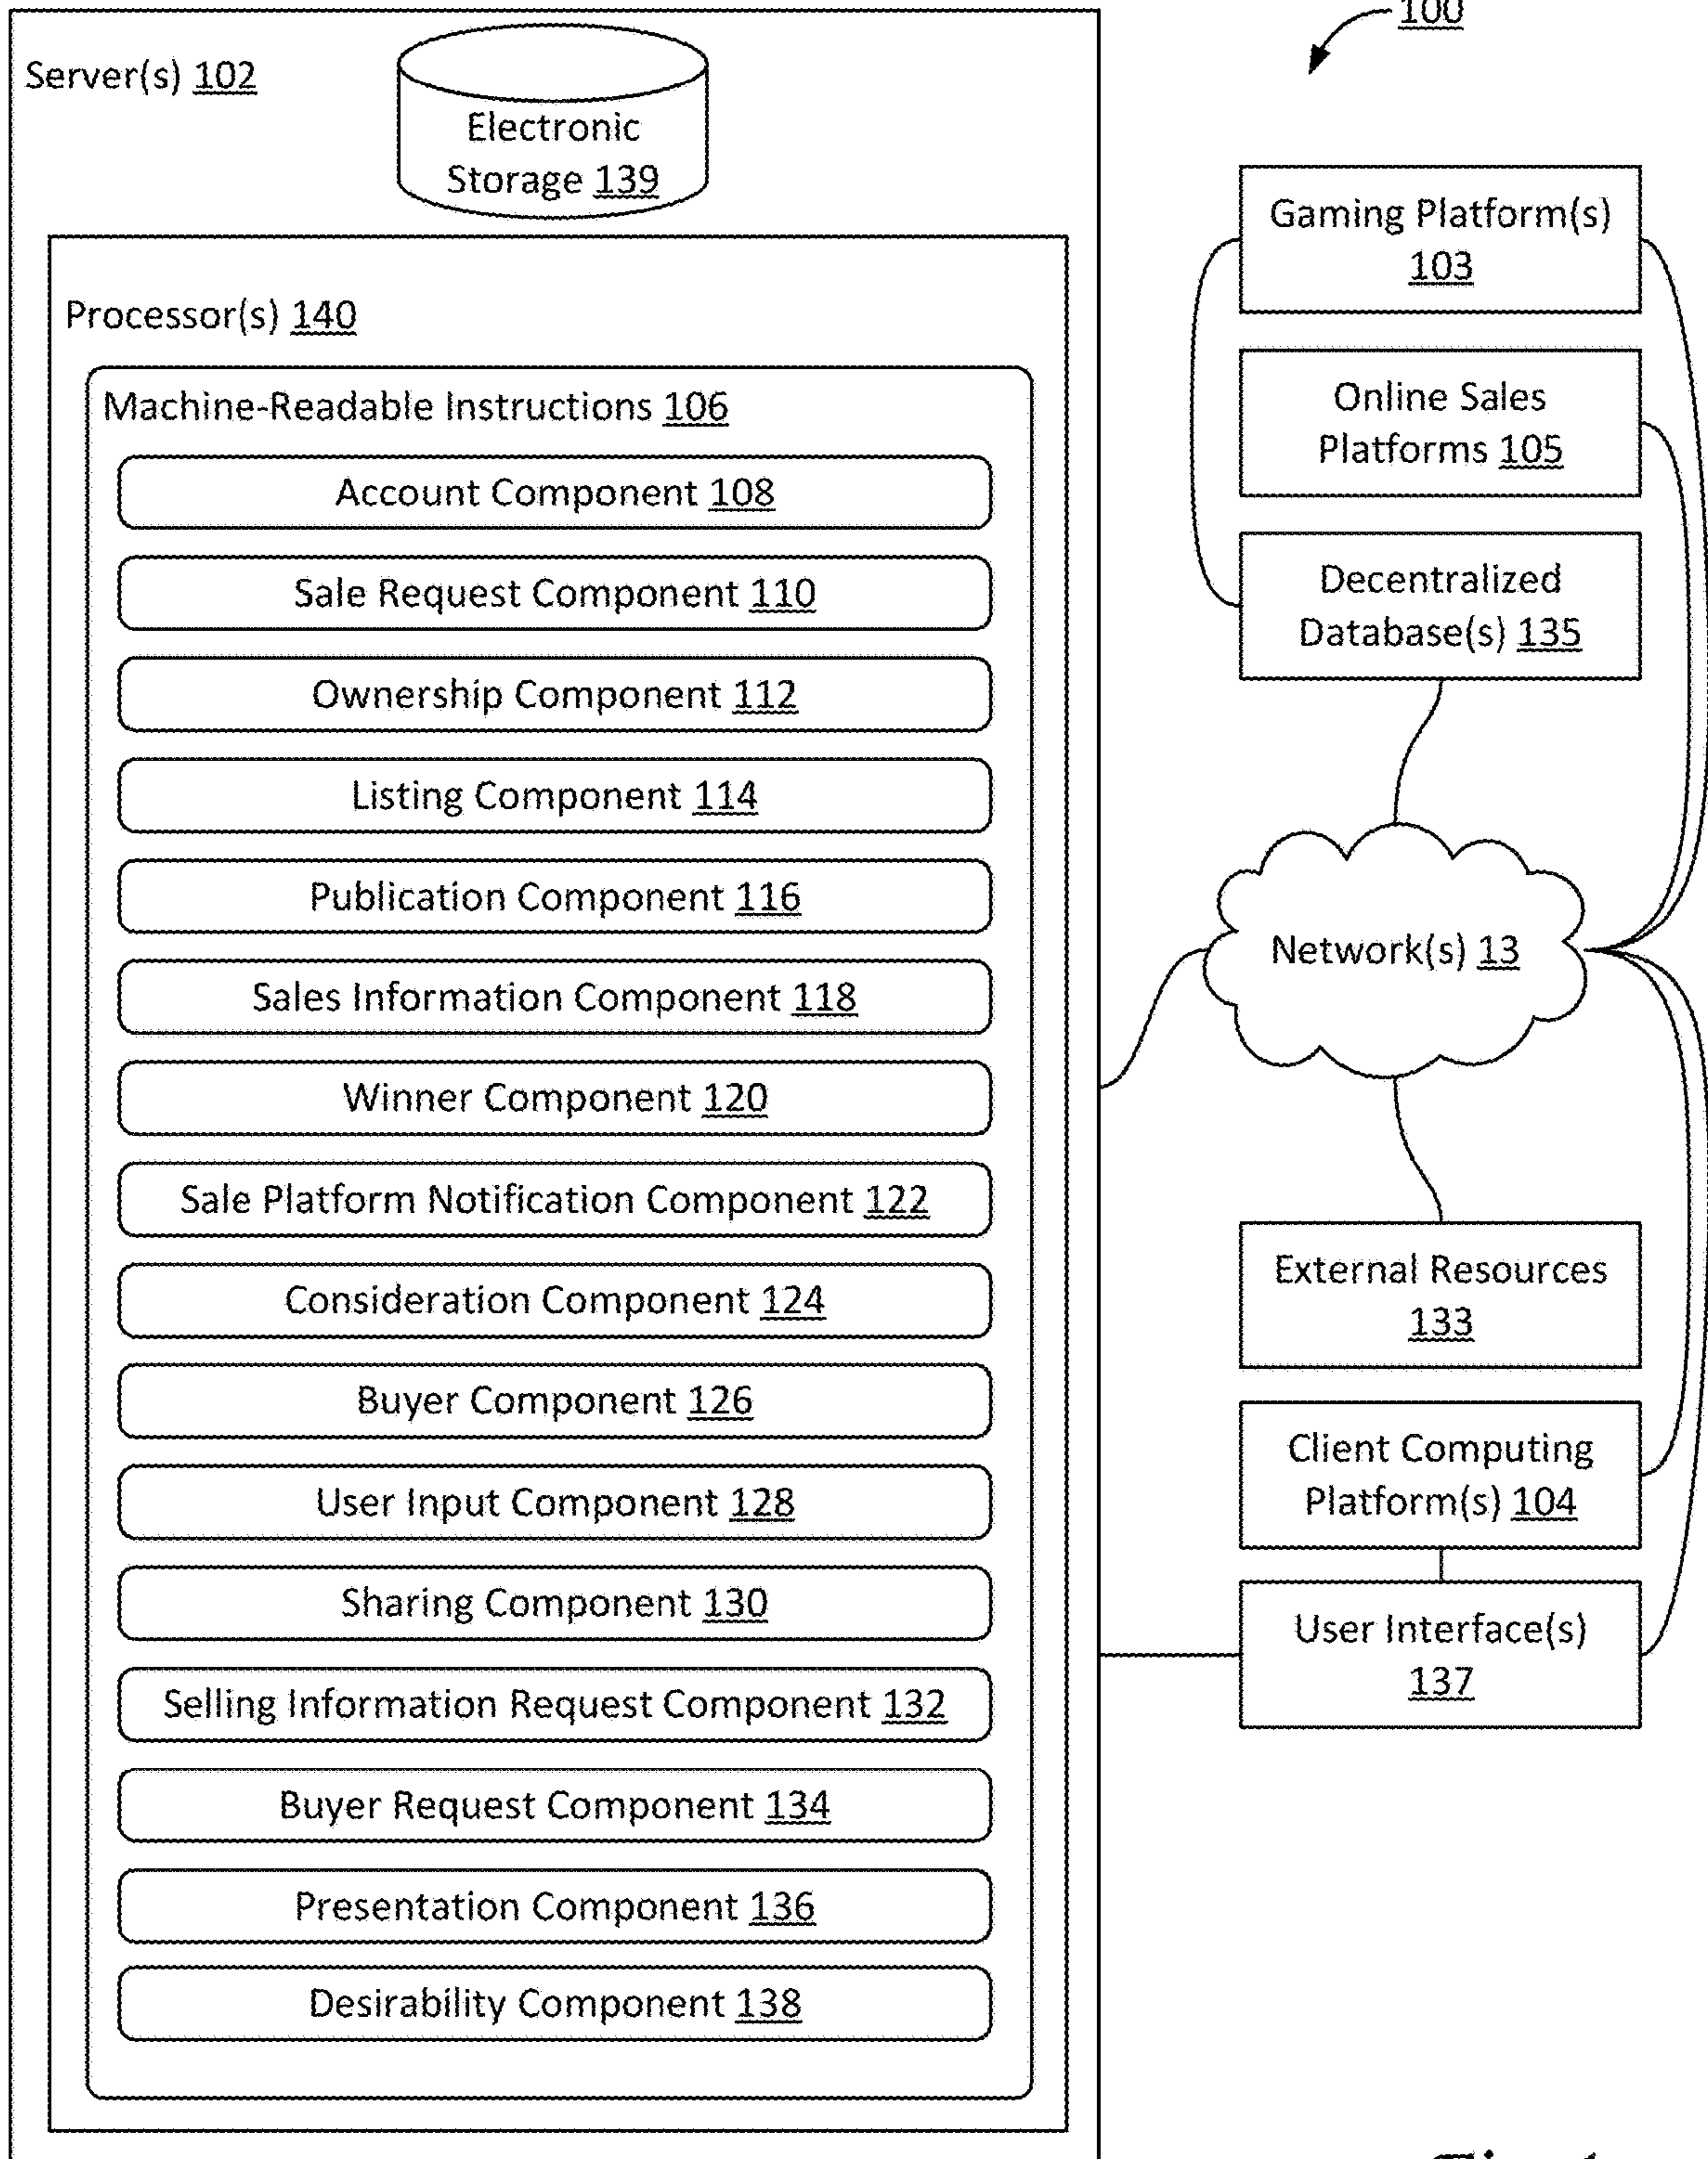 100
Server(s) 102
Electronic
Storage 139
Processor(s) 140
Machine-Readable Instructions 106
Account Component 108
Sale Request Component 110
Ownership Component 112
Listing Component 114
Publication Component 116
Sales Information Component 118
Winner Component 120
Sale Platform Notification Component 122
Consideration Component 124
Buyer Component 126
User Input Component 128
Sharing Component 130
Selling Information Request Component 132
Buyer Request Component 134
Presentation Component 136
Desirability Component 138
Gaming Platform(s)
103
Online Sales
Platforms 105
Decentralized
Database(s) 135
Network(s) 13
External Resources
133
Client Computing
Platform(s) 104
User Interface(s)
137